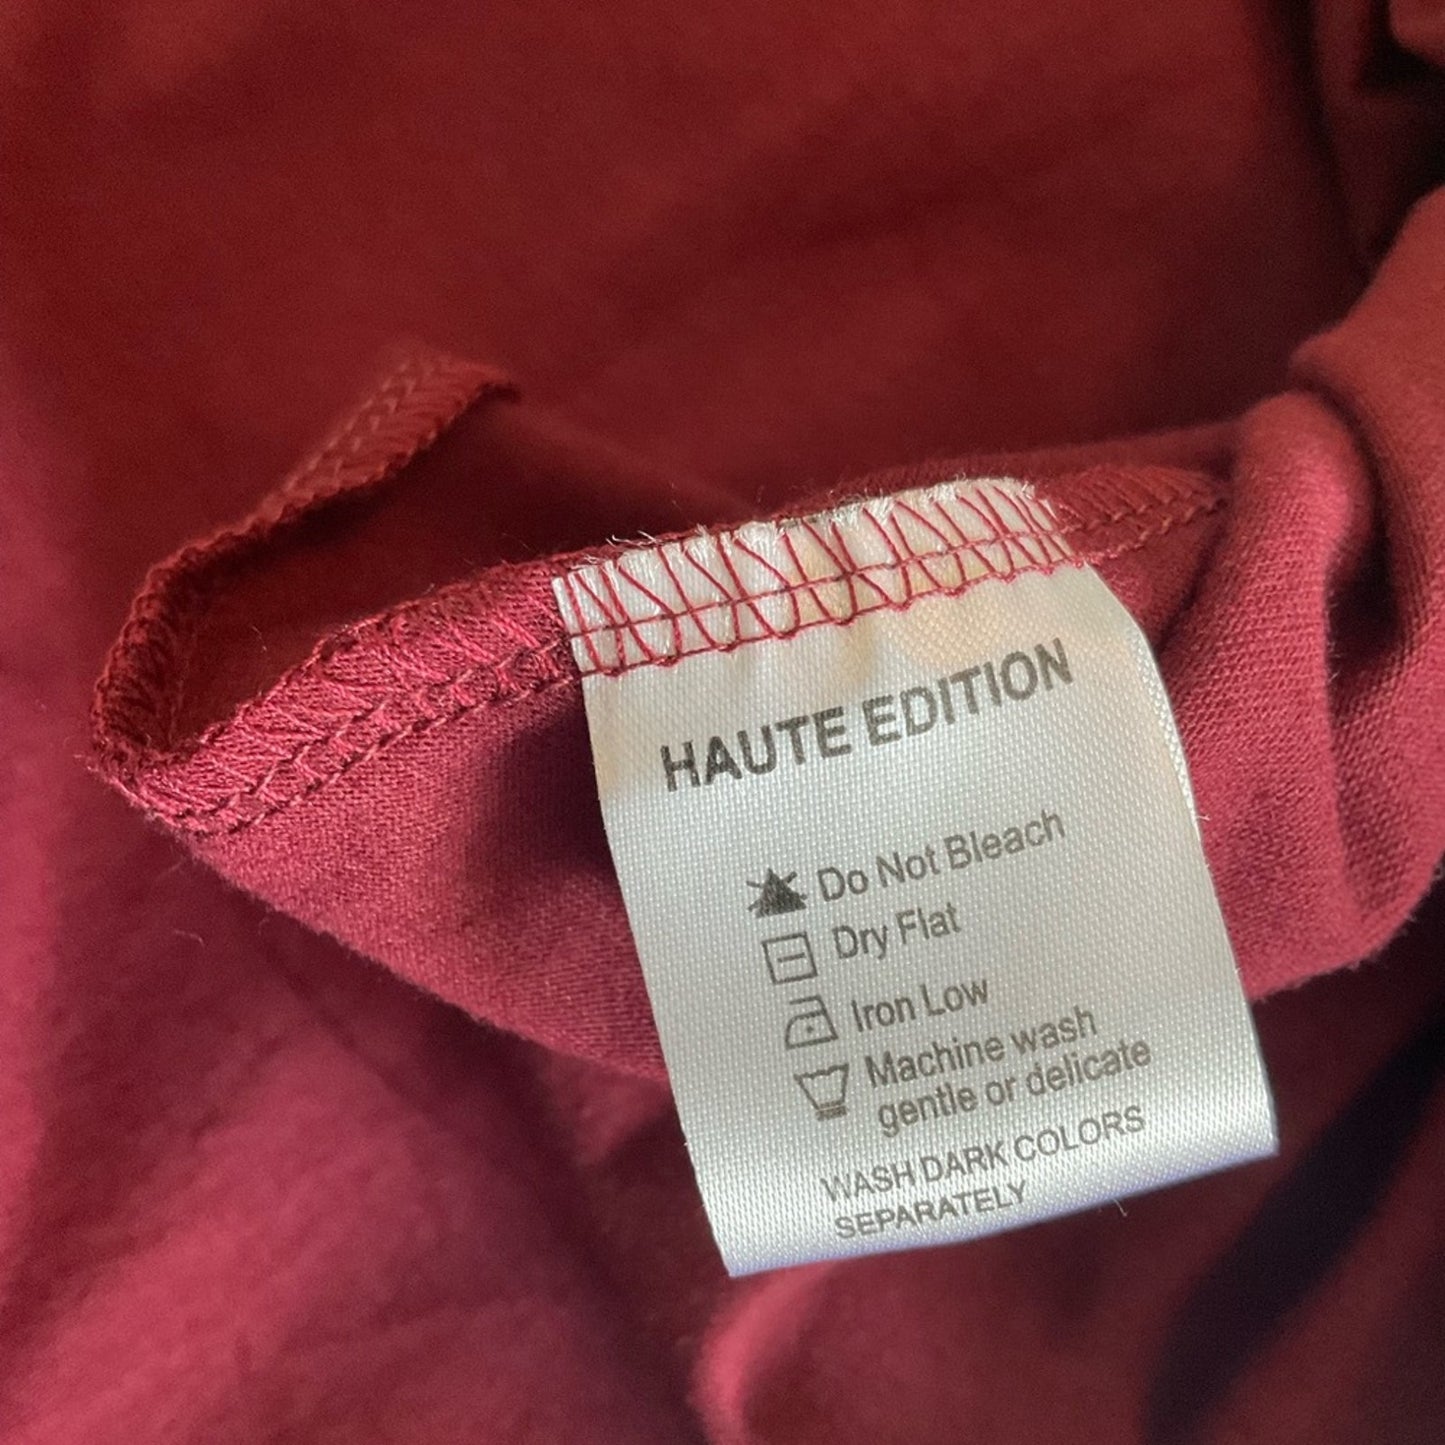 HAUTE EDITION
Do Not Bleach
Dry Flat
Iron Low
Machine wash
gentle or delicate
WASH DARK COLORS
SEPARATELY